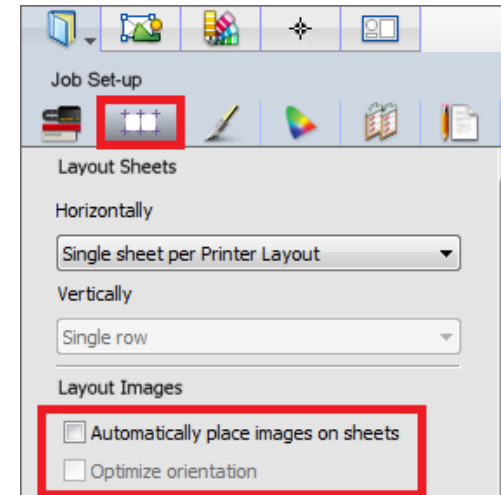 Job Set-up
Layout Sheets
Horizontally
Single sheet per Printer Layout
Vertically
Single row
Layout Images
Automatically place images on sheets
Optimize orientation